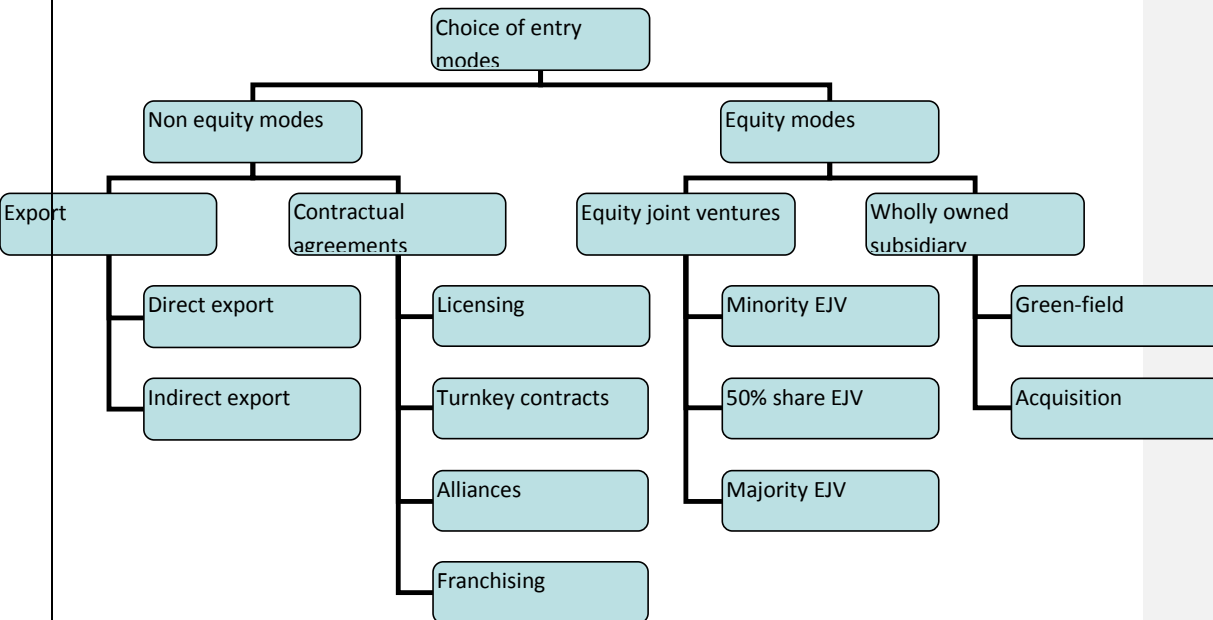 Choice of entry
modes
Non equity modes
Equity modes
Export
Contractual
agreements
Equity joint ventures
Wholly owned
subsidiary
Direct export
Licensing
Minority EJV
Green-field
Indirect export
Turnkey contracts
50% share EJV
Acquisition
Alliances
Majority EJV
Franchising